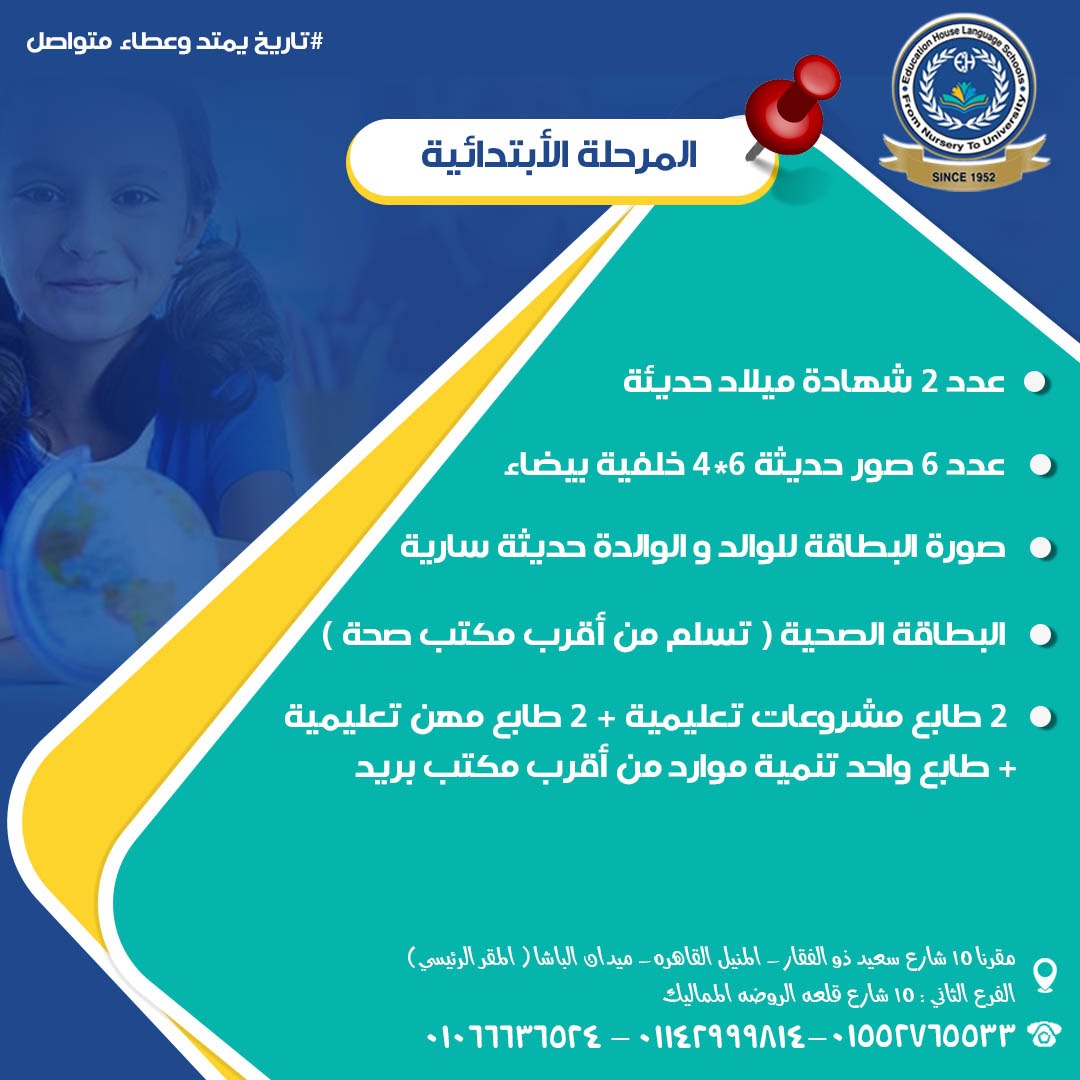 #تاريخ يمتد وعطاء متواصل
Education House Language Schools
EH
From Nursery To University
SINCE 1952
المرحلة الأبتدائية
عدد 2 شهادة ميلاد حديثة
عدد 6 صور حديثة 6*4 خلفية بيضاء
صورة البطاقة للوالد و الوالدة حديثة سارية
البطاقة الصحية ( تسلم من أقرب مكتب صحة )
2 طابع مشروعات تعليمية + 2 طابع مهن تعليمية
+ طابع واحد تنمية موارد من أقرب مكتب بريد
مقرنا ١٥ شارع سعيد ذو الفقار - المنيل القاهره - ميدان الباشا ( المقر الرئيسي )
الفرع الثاني : ١٥ شارع قلعه الروضه المماليك
٠١٥٥٢٧٦٥٥٣٣ - ٠١١٤٢٩٩٩٨١٤ - ٠١٠٦٦٦٣٦٥٢٤